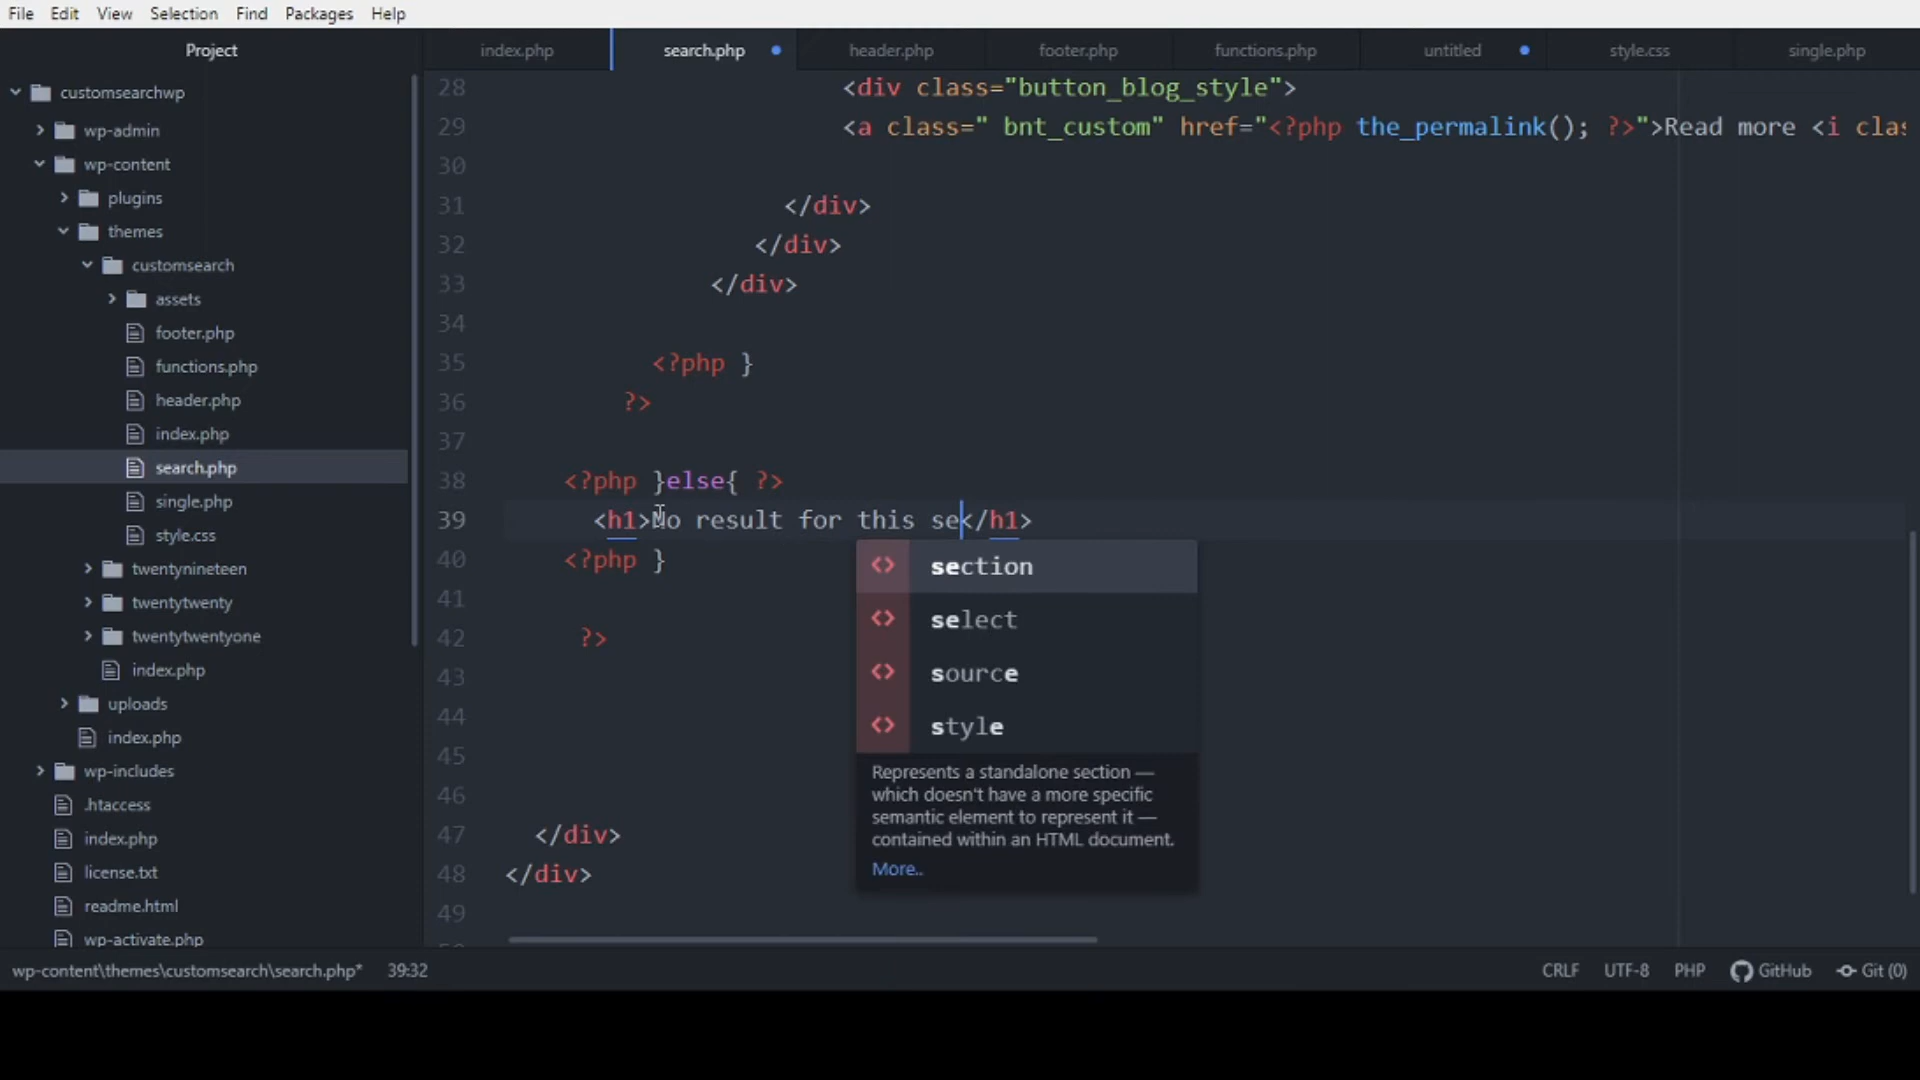 File Edit View Selection Find Packages Help
Project
index.php search.php header.php footer.php functions.php untitled style.css single.php
customsearchwp
wp-admin
wp-content
plugins
themes
customsearch
assets
footer.php
functions.php
header.php
index.php
search.php
single.php
style.css
twentynineteen
twentytwenty
twentytwentyone
index.php
uploads
index.php
wp-includes
.htaccess
index.php
license.txt
readme.html
wp-activate.php
28 <div class="button_blog_style">
29 <a class=" bnt_custom" href="<?php the_permalink(); ?>">Read more <i clas
30
31 </div>
32 </div>
33 </div>
34
35 <?php }
36 ?>
37
38 <?php }else{ ?>
39 <h1>No result for this se</h1>
40 <?php }
41
42 ?>
43
44
45
46
47 </div>
48 </div>
49
<> section
<> select
<> source
<> style
Represents a standalone section —
which doesn't have a more specific
semantic element to represent it —
contained within an HTML document.
More..
wp-content\themes\customsearch\search.php* 39:32 CRLF UTF-8 PHP GitHub Git (0)